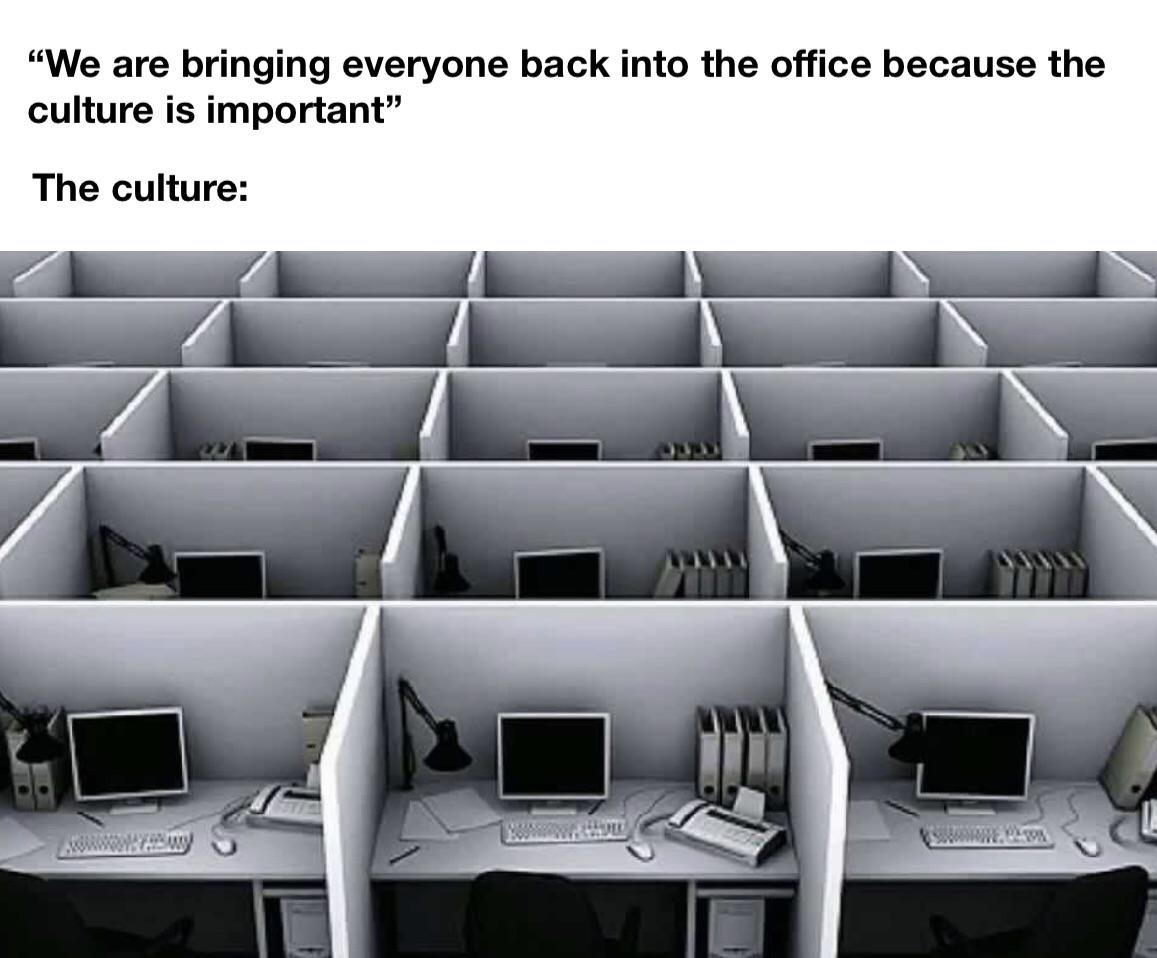 “We are bringing everyone back into the office because the
culture is important”
The culture: